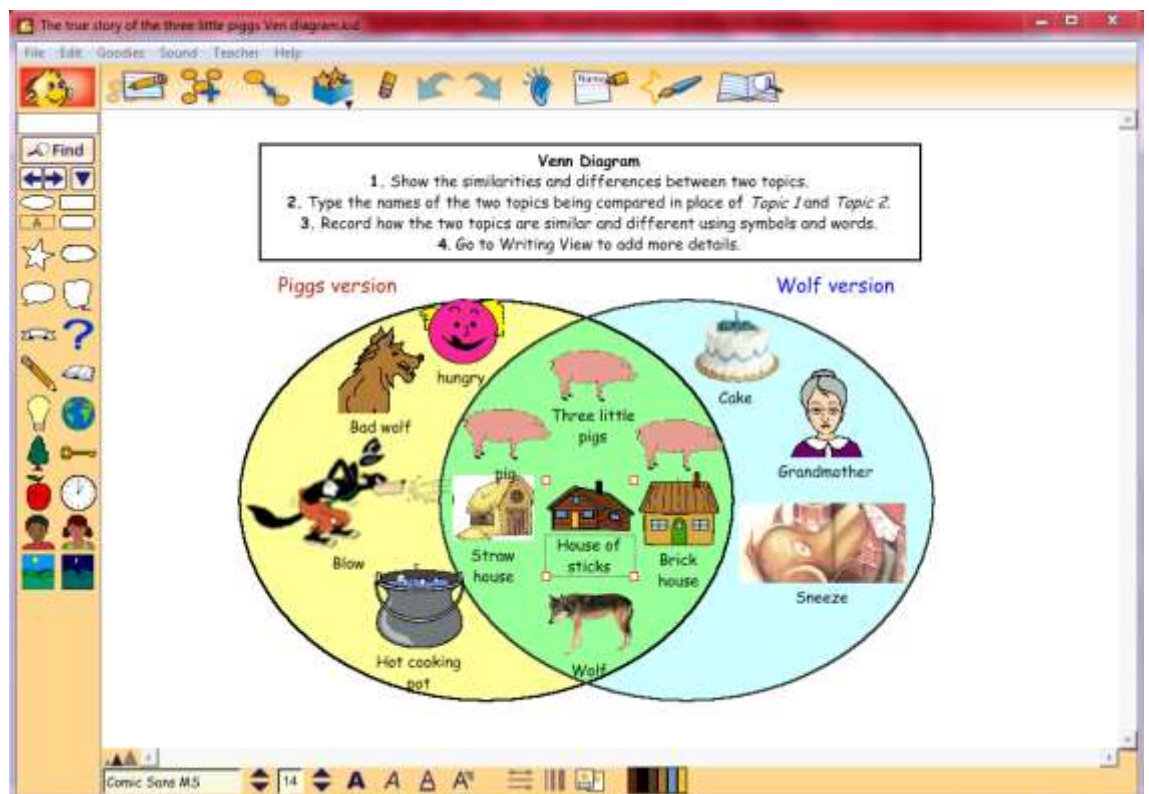 The true story of the three little piggs Ven diagram.kid
File Edit Goodies Sound Teacher Help
Name
Find
A
Venn Diagram
1. Show the similarities and differences between two topics.
2. Type the names of the two topics being compared in place of Topic 1 and Topic 2.
3. Record how the two topics are similar and different using symbols and words.
4. Go to Writing View to add more details.
Piggs version
Wolf version
hungry
Bad wolf
Three little
pigs
pig
Cake
Grandmother
Blow
Straw
house
House of
sticks
Brick
house
Sneeze
Hot cooking
pot
Wolf
Comic Sans MS 14 A A A A